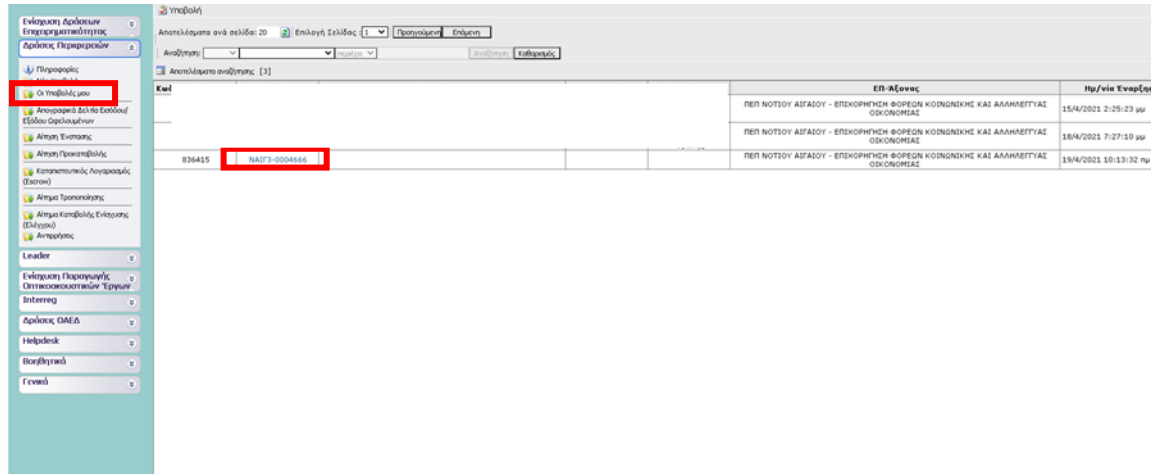 Υποβολή
Ενίσχυση Δράσεων
Επιχειρηματικότητας
Δράσεις Περιφερειών
Πληροφορίες
Οι Υποβολές μου
Απογραφικά Δελτία Εισόδου/
Εξόδου Ωφελουμένων
Αίτηση Ένστασης
Αίτηση Προκαταβολής
Καταπιστευτικός Λογαριασμός
(Escrow)
Αίτημα Τροποποίησης
Αίτημα Καταβολής Ενίσχυσης
(Ελέγχου)
Αντιρρήσεις
Leader
Ενίσχυση Παραγωγής
Οπτικοακουστικών Έργων
Interreg
Δράσεις ΟΑΕΔ
Helpdesk
Βοηθητικά
Γενικά
Αποτελέσματα ανά σελίδα: 20 Επιλογή Σελίδας : 1 Προηγούμενη Επόμενη
Αναζήτηση: περιέχει Αναζήτηση Καθαρισμός
Αποτελέσματα αναζήτησης [3]
ΕΠ-Άξονας Ημ/νία Έναρξης
ΠΕΠ ΝΟΤΙΟΥ ΑΙΓΑΙΟΥ - ΕΠΙΧΟΡΗΓΗΣΗ ΦΟΡΕΩΝ ΚΟΙΝΩΝΙΚΗΣ ΚΑΙ ΑΛΛΗΛΕΓΓΥΑΣ
ΟΙΚΟΝΟΜΙΑΣ
15/4/2021 2:25:23 μμ
ΠΕΠ ΝΟΤΙΟΥ ΑΙΓΑΙΟΥ - ΕΠΙΧΟΡΗΓΗΣΗ ΦΟΡΕΩΝ ΚΟΙΝΩΝΙΚΗΣ ΚΑΙ ΑΛΛΗΛΕΓΓΥΑΣ
ΟΙΚΟΝΟΜΙΑΣ
18/4/2021 7:27:10 μμ
836415 ΝΑΙΓ3-0004666
ΠΕΠ ΝΟΤΙΟΥ ΑΙΓΑΙΟΥ - ΕΠΙΧΟΡΗΓΗΣΗ ΦΟΡΕΩΝ ΚΟΙΝΩΝΙΚΗΣ ΚΑΙ ΑΛΛΗΛΕΓΓΥΑΣ
ΟΙΚΟΝΟΜΙΑΣ
19/4/2021 10:13:32 πμ